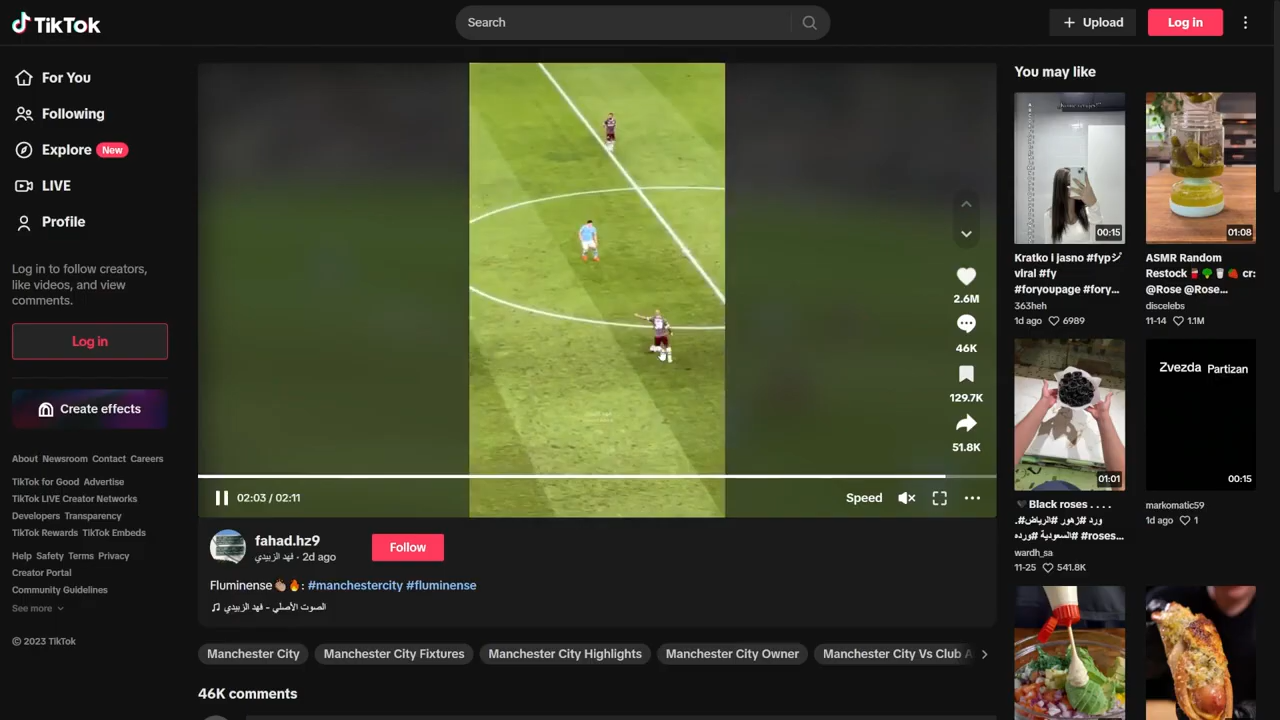 TikTok
Search
Upload
Log in
For You
Following
Explore New
LIVE
Profile
Log in to follow creators,
like videos, and view
comments.
Log in
Create effects
About Newsroom Contact Careers
TikTok for Good Advertise
TikTok LIVE Creator Networks
Developers Transparency
TikTok Rewards TikTok Embeds
Help Safety Terms Privacy
Creator Portal
Community Guidelines
See more
© 2023 TikTok
2.6M
46K
129.7K
51.8K
02:03 / 02:11
Speed
fahad.hz9
فهد الزبيدي · 2d ago
Follow
Fluminense👏🏽🔥: #manchestercity #fluminense
الصوت الأصلي - فهد الزبيدي
Manchester City
Manchester City Fixtures
Manchester City Highlights
Manchester City Owner
Manchester City Vs Club A
46K comments
You may like
00:15
Kratko i jasno #fypジ
viral #fy
#foryoupage #fory...
363heh
1d ago 6989
01:08
ASMR Random
Restock🥫🥦🥛🍓 cr:
@Rose @Rose...
discelebs
11-14 1.1M
01:01
🖤Black roses . . . .
.#ورد #زهور #الرياض
#السعودية #ورده #roses...
wardh_sa
11-25 541.8K
Zvezda Partizan
00:15
markomatic59
1d ago 1